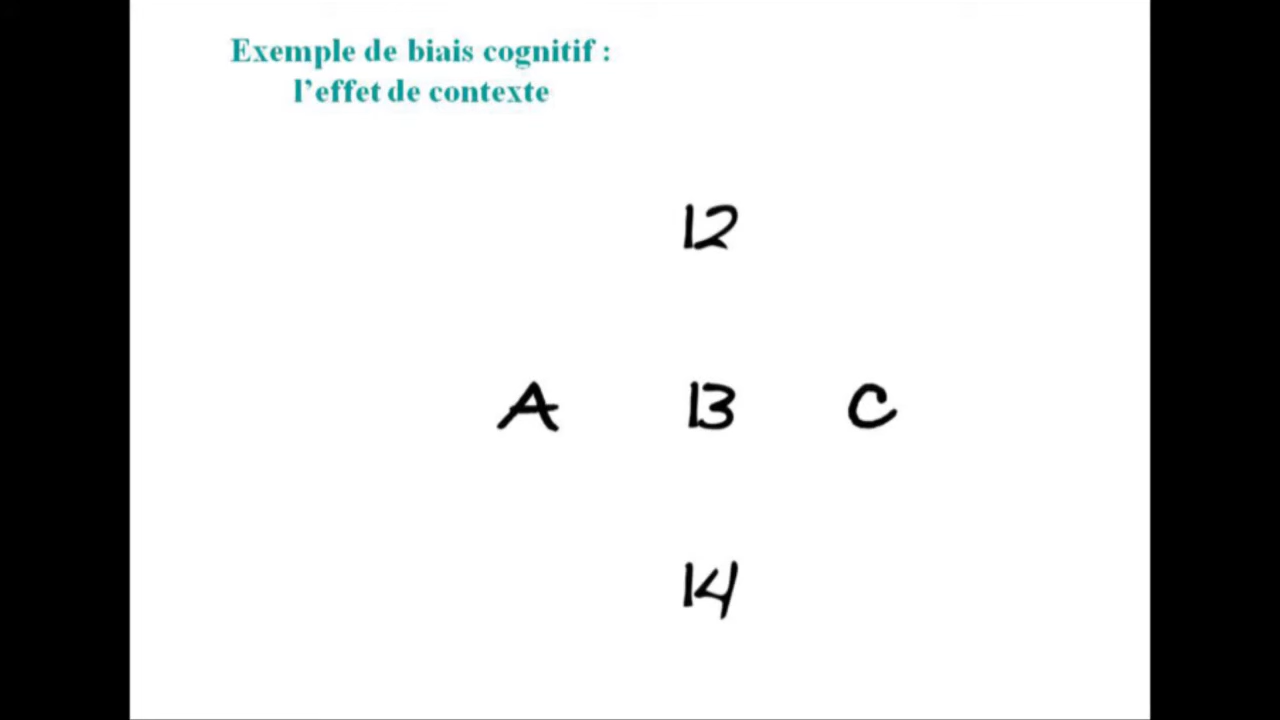 Exemple de biais cognitif :
l'effet de contexte
12
A 13 C
14